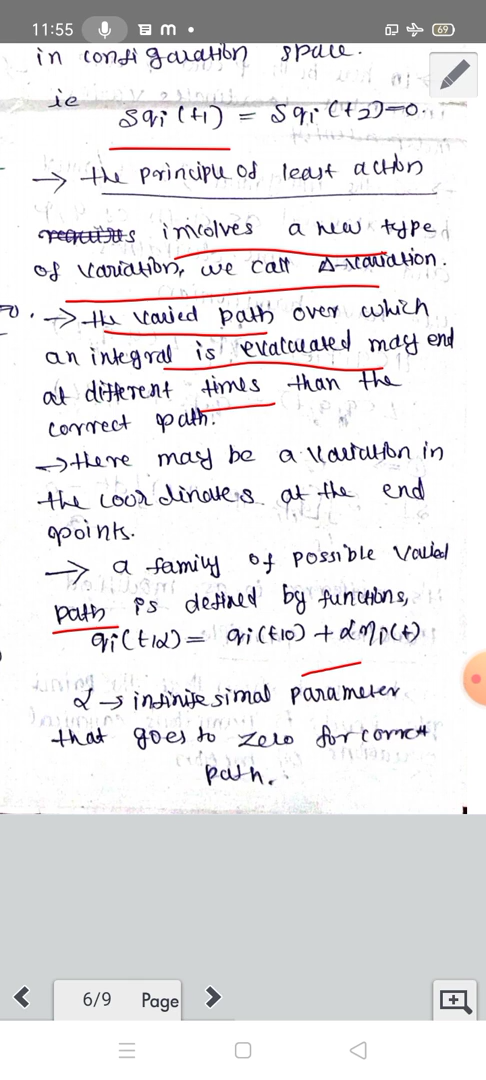 11:55
m
69
in configaration space.
ie
δqi(t1) = δqi(t2)=0.
→ the principle of least action
involves a new type
of variation, we call Δ-variation.
→ the varied path over which
an integral is evaluated may end
at different times than the
correct path.
→ there may be a variation in
the coordinates at the end
points.
→ a family of possible varied
path is defined by functions,
qi(t,α) = qi(t,0) + αηi(t)
α → infinitesimal parameter
that goes to zero for correct
path.
6/9 Page